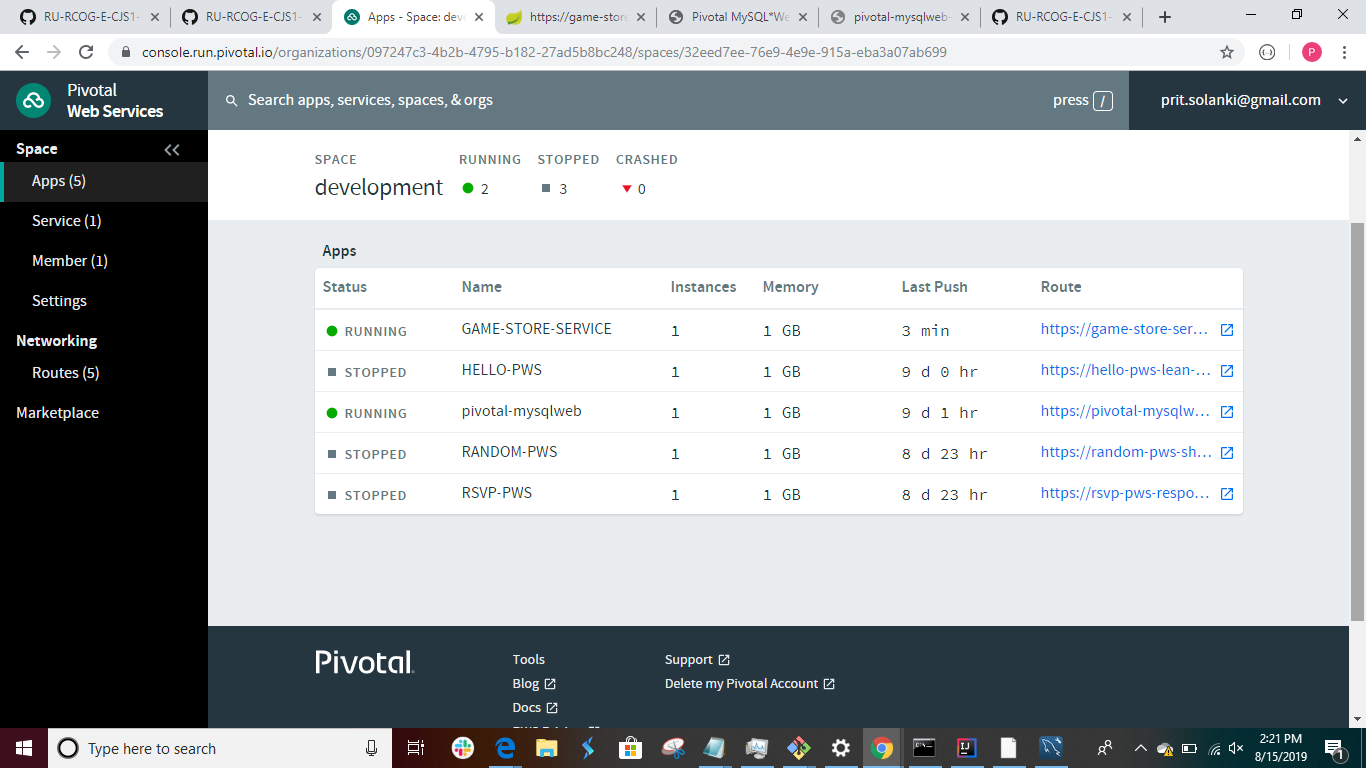 RU-RCOG-E-CJS1-
RU-RCOG-E-CJS1-
Apps - Space: deve
https://game-store
Pivotal MySQL*We
pivotal-mysqlweb-
RU-RCOG-E-CJS1-
console.run.pivotal.io/organizations/097247c3-4b2b-4795-b182-27ad5b8bc248/spaces/32eed7ee-76e9-4e9e-915a-eba3a07ab699
P
Pivotal
Web Services
Search apps, services, spaces, & orgs
press /
prit.solanki@gmail.com
Space
Apps (5)
Service (1)
Member (1)
Settings
Networking
Routes (5)
Marketplace
SPACE RUNNING STOPPED CRASHED
development 2 3 0
Apps
Status Name Instances Memory Last Push Route
RUNNING GAME-STORE-SERVICE 1 1 GB 3 min https://game-store-ser...
STOPPED HELLO-PWS 1 1 GB 9 d 0 hr https://hello-pws-lean-...
RUNNING pivotal-mysqlweb 1 1 GB 9 d 1 hr https://pivotal-mysqlw...
STOPPED RANDOM-PWS 1 1 GB 8 d 23 hr https://random-pws-sh...
STOPPED RSVP-PWS 1 1 GB 8 d 23 hr https://rsvp-pws-respo...
Pivotal.
Tools
Blog
Docs
Support
Delete my Pivotal Account
Type here to search
2:21 PM
8/15/2019
1